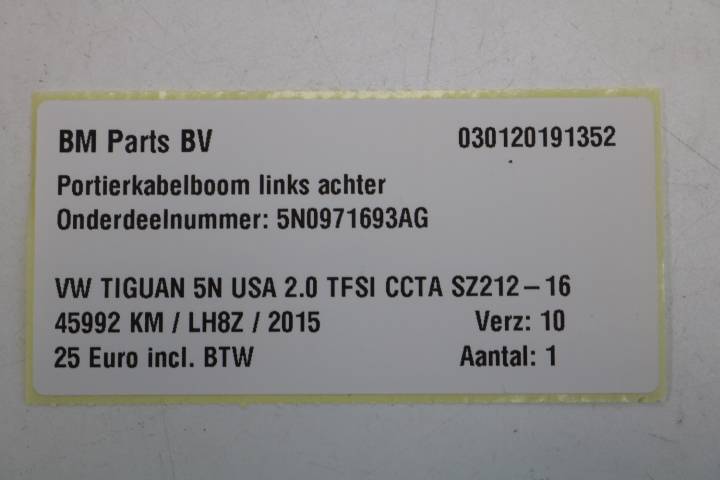 BM Parts BV 030120191352
Portierkabelboom links achter
Onderdeelnummer: 5N0971693AG
VW TIGUAN 5N USA 2.0 TFSI CCTA SZ212-16
45992 KM / LH8Z / 2015 Verz: 10
25 Euro incl. BTW Aantal: 1